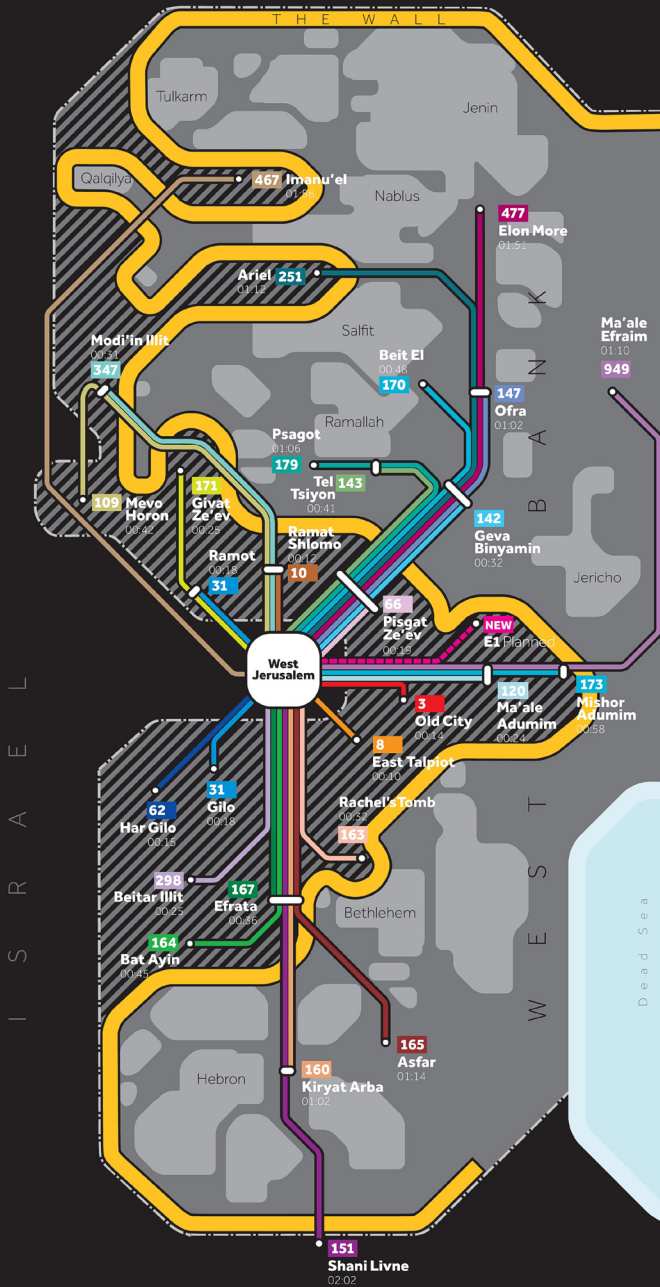 THE WALL
Tulkarm
Jenin
Qalqilya
467 Imanu'el
01:56
Nablus
477
Elon More
01:51
Ariel 251
01:12
Salfit
Ma'ale
Efraim
01:10
949
Modi'in Illit
00:31
347
Beit El
00:48
170
147
Ofra
01:02
Ramallah
Psagot
01:06
179
Tel 143
Tsiyon
00:41
171
Givat
Ze'ev
00:25
109 Mevo
Horon
00:42
142
Geva
Binyamin
00:32
Ramat
Shlomo
00:12
10
Ramot
00:18
31
Jericho
66
Pisgat
Ze'ev
00:19
NEW
E1 Planned
West
Jerusalem
3
Old City
00:14
120
Ma'ale
Adumim
00:24
173
Mishor
Adumim
00:58
8
East Talpiot
00:10
31
Gilo
00:18
62
Har Gilo
00:15
Rachel's Tomb
00:32
163
298
Beitar Illit
00:25
167
Efrata
00:36
164
Bat Ayin
00:45
Bethlehem
165
Asfar
01:14
Hebron
160
Kiryat Arba
01:02
151
Shani Livne
02:02
ISRAEL
WEST BANK
Dead Sea